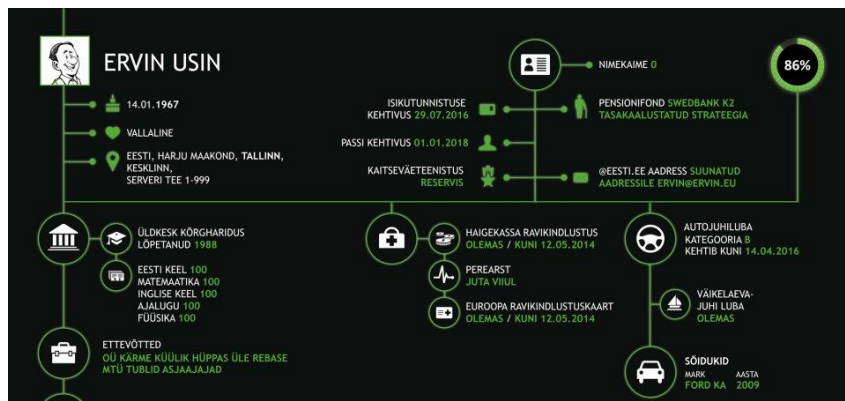 ERVIN USIN
14.01.1967
VALLALINE
EESTI, HARJU MAAKOND, TALLINN,
KESKLINN,
SERVERI TEE 1-999
NIMEKAIME 0
86%
ISIKUTUNNISTUSE
KEHTIVUS 29.07.2016
PASSI KEHTIVUS 01.01.2018
KAITSEVÄETEENISTUS
RESERVIS
PENSIONIFOND SWEDBANK K2
TASAKAALUSTATUD STRATEEGIA
@EESTI.EE AADRESS SUUNATUD
AADRESSILE ERVIN@ERVIN.EU
ÜLDKESK KÕRGHARIDUS
LÕPETANUD 1988
EESTI KEEL 100
MATEMAATIKA 100
INGLISE KEEL 100
AJALUGU 100
FÜÜSIKA 100
ETTEVÕTTED
OÜ KÄRME KÜÜLIK HÜPPAS ÜLE REBASE
MTÜ TUBLID ASJAAJAJAD
HAIGEKASSA RAVIKINDLUSTUS
OLEMAS / KUNI 12.05.2014
PEREARST
JUTA VIIUL
EUROOPA RAVIKINDLUSTUSKAART
OLEMAS / KUNI 12.05.2014
AUTOJUHILUBA
KATEGOORIA B
KEHTIB KUNI 14.04.2016
VÄIKELAEVA-
JUHI LUBA
OLEMAS
SÕIDUKID
MARK AASTA
FORD KA 2009